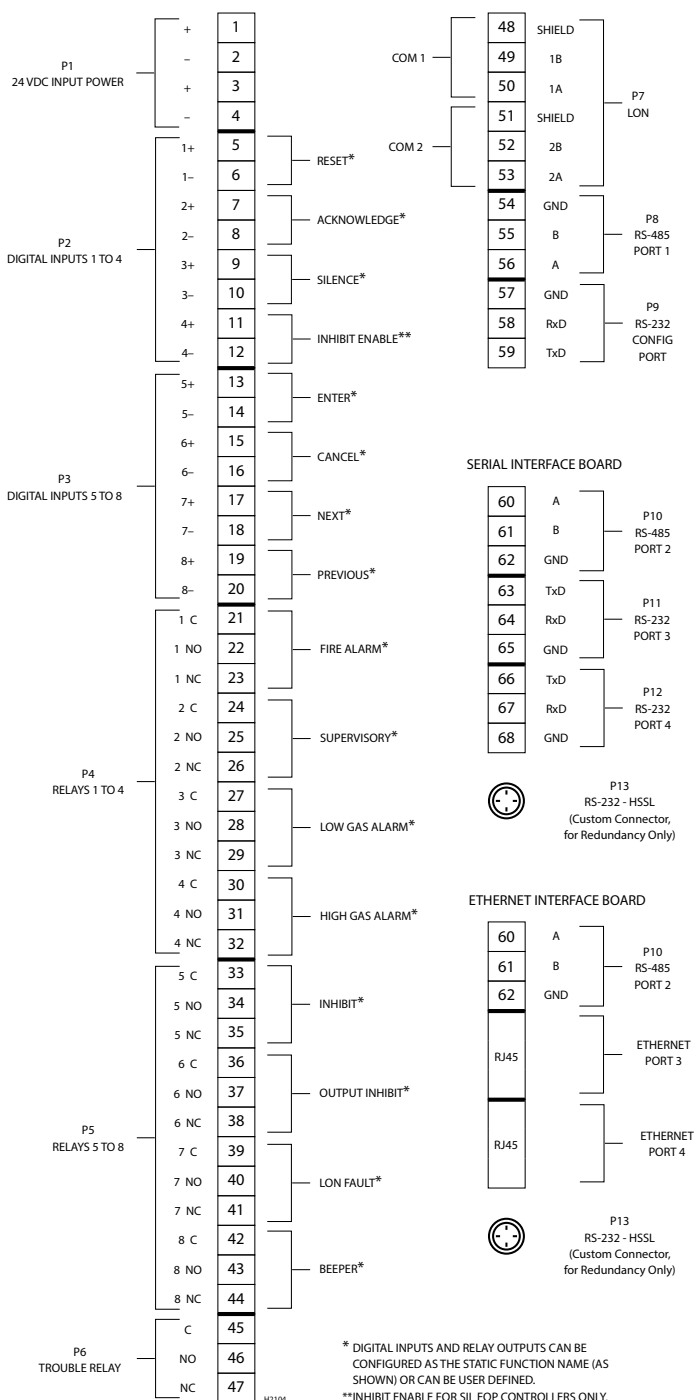 P1
24 VDC INPUT POWER
+ 1
– 2
+ 3
– 4
P2
DIGITAL INPUTS 1 TO 4
1+ 5
1– 6
RESET*
2+ 7
2– 8
ACKNOWLEDGE*
3+ 9
3– 10
SILENCE*
4+ 11
4– 12
INHIBIT ENABLE**
P3
DIGITAL INPUTS 5 TO 8
5+ 13
5– 14
ENTER*
6+ 15
6– 16
CANCEL*
7+ 17
7– 18
NEXT*
8+ 19
8– 20
PREVIOUS*
P4
RELAYS 1 TO 4
1 C 21
1 NO 22
1 NC 23
FIRE ALARM*
2 C 24
2 NO 25
2 NC 26
SUPERVISORY*
3 C 27
3 NO 28
3 NC 29
LOW GAS ALARM*
4 C 30
4 NO 31
4 NC 32
HIGH GAS ALARM*
P5
RELAYS 5 TO 8
5 C 33
5 NO 34
5 NC 35
INHIBIT*
6 C 36
6 NO 37
6 NC 38
OUTPUT INHIBIT*
7 C 39
7 NO 40
7 NC 41
LON FAULT*
8 C 42
8 NO 43
8 NC 44
BEEPER*
P6
TROUBLE RELAY
C 45
NO 46
NC 47
H2104
COM 1
48 SHIELD
49 1B
50 1A
COM 2
51 SHIELD
52 2B
53 2A
P7
LON
54 GND
55 B
56 A
P8
RS-485
PORT 1
57 GND
58 RxD
59 TxD
P9
RS-232
CONFIG
PORT
SERIAL INTERFACE BOARD
60 A
61 B
62 GND
P10
RS-485
PORT 2
63 TxD
64 RxD
65 GND
P11
RS-232
PORT 3
66 TxD
67 RxD
68 GND
P12
RS-232
PORT 4
P13
RS-232 - HSSL
(Custom Connector,
for Redundancy Only)
ETHERNET INTERFACE BOARD
60 A
61 B
62 GND
P10
RS-485
PORT 2
RJ45
ETHERNET
PORT 3
RJ45
ETHERNET
PORT 4
P13
RS-232 - HSSL
(Custom Connector,
for Redundancy Only)
* DIGITAL INPUTS AND RELAY OUTPUTS CAN BE
CONFIGURED AS THE STATIC FUNCTION NAME (AS
SHOWN) OR CAN BE USER DEFINED.
**INHIBIT ENABLE FOR SIL EQP CONTROLLERS ONLY.